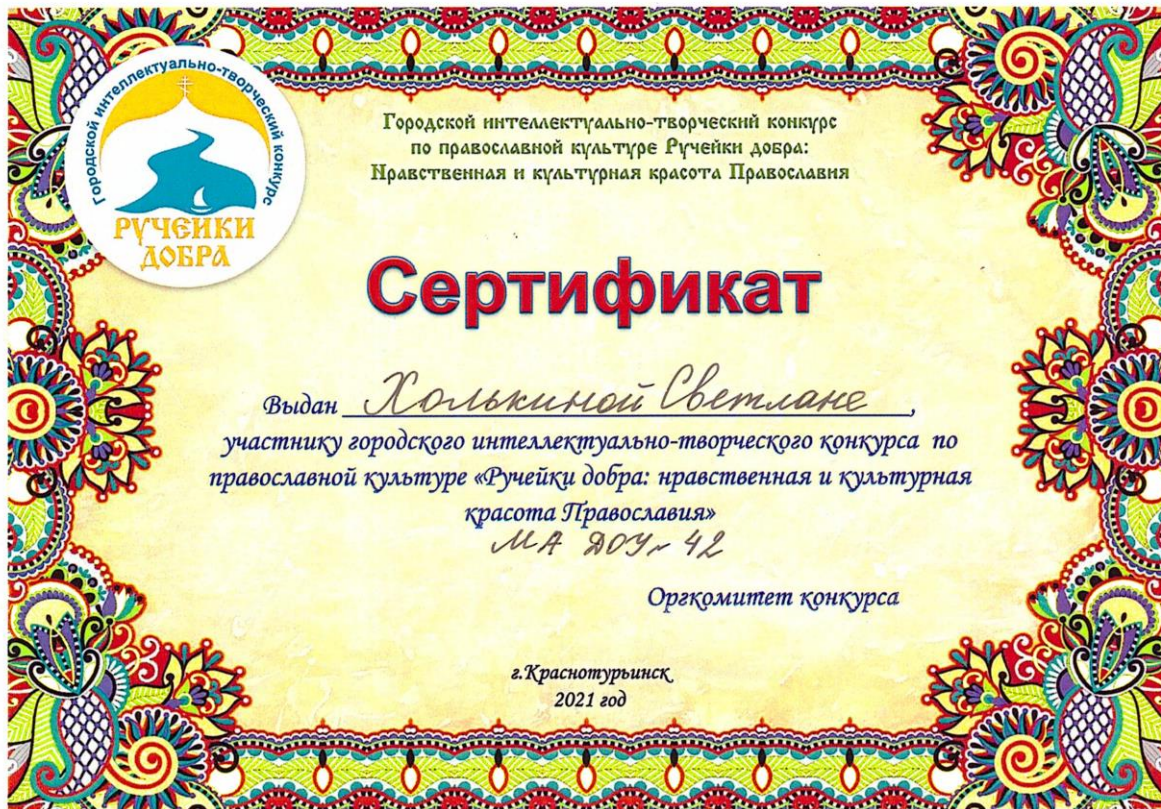 Городской интеллектуально-творческий конкурс
РУЧЕЙКИ
ДОБРА
Городской интеллектуально-творческий конкурс
по православной культуре Ручейки добра:
Нравственная и культурная красота Православия
Сертификат
Выдан Холькиной Светлане,
участнику городского интеллектуально-творческого конкурса по
православной культуре «Ручейки добра: нравственная и культурная
красота Православия»
МА ДОУ 42
Оргкомитет конкурса
г.Краснотурьинск
2021 год